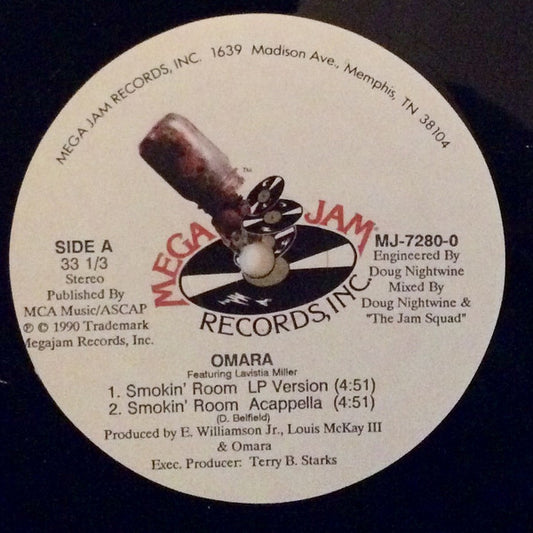 MEGA JAM RECORDS, INC. 1639 Madison Ave., Memphis, TN 38104
TM
MEGA JAM
RECORDS, INC.
SIDE A
33 1/3
Stereo
Published By
MCA Music/ASCAP
℗ © 1990 Trademark
Megajam Records, Inc.
MJ-7280-0
Engineered By
Doug Nightwine
Mixed By
Doug Nightwine &
"The Jam Squad"
OMARA
Featuring Lavistia Miller
1. Smokin' Room LP Version (4:51)
2. Smokin' Room Acappella (4:51)
(D. Belfield)
Produced by E. Williamson Jr., Louis McKay III
& Omara
Exec. Producer: Terry B. Starks